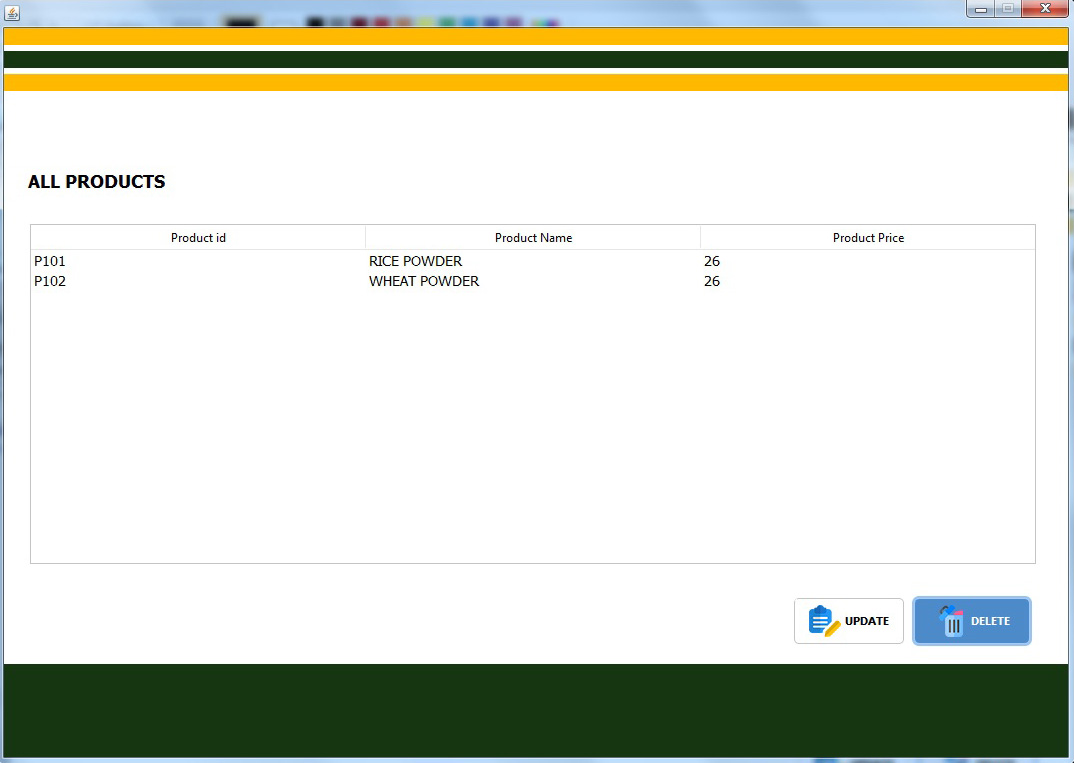 ALL PRODUCTS
Product id Product Name Product Price
P101 RICE POWDER 26
P102 WHEAT POWDER 26
UPDATE DELETE